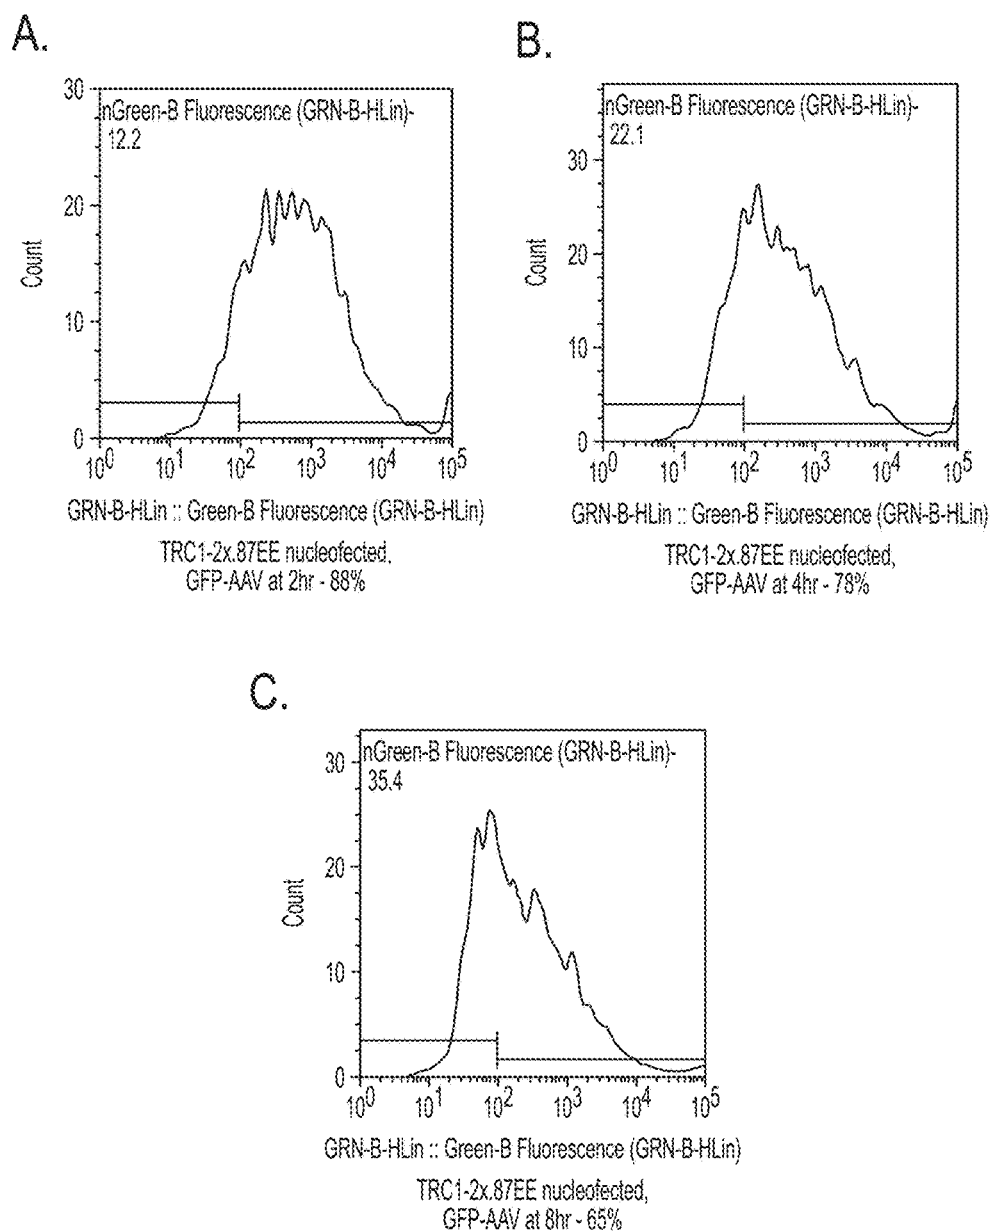 A.
30
20
10
0
Count
nGreen-B Fluorescence (GRN-B-HLin)-
12.2
10^0 10^1 10^2 10^3 10^4 10^5
GRN-B-HLin :: Green-B Fluorescence (GRN-B-HLin)
TRC1-2x.87EE nucleofected,
GFP-AAV at 2hr - 88%
B.
30
20
10
0
Count
nGreen-B Fluorescence (GRN-B-HLin)-
22.1
10^0 10^1 10^2 10^3 10^4 10^5
GRN-B-HLin :: Green-B Fluorescence (GRN-B-HLin)
TRC1-2x.87EE nucleofected,
GFP-AAV at 4hr - 78%
C.
30
20
10
0
Count
nGreen-B Fluorescence (GRN-B-HLin)-
35.4
10^0 10^1 10^2 10^3 10^4 10^5
GRN-B-HLin :: Green-B Fluorescence (GRN-B-HLin)
TRC1-2x.87EE nucleofected,
GFP-AAV at 8hr - 65%